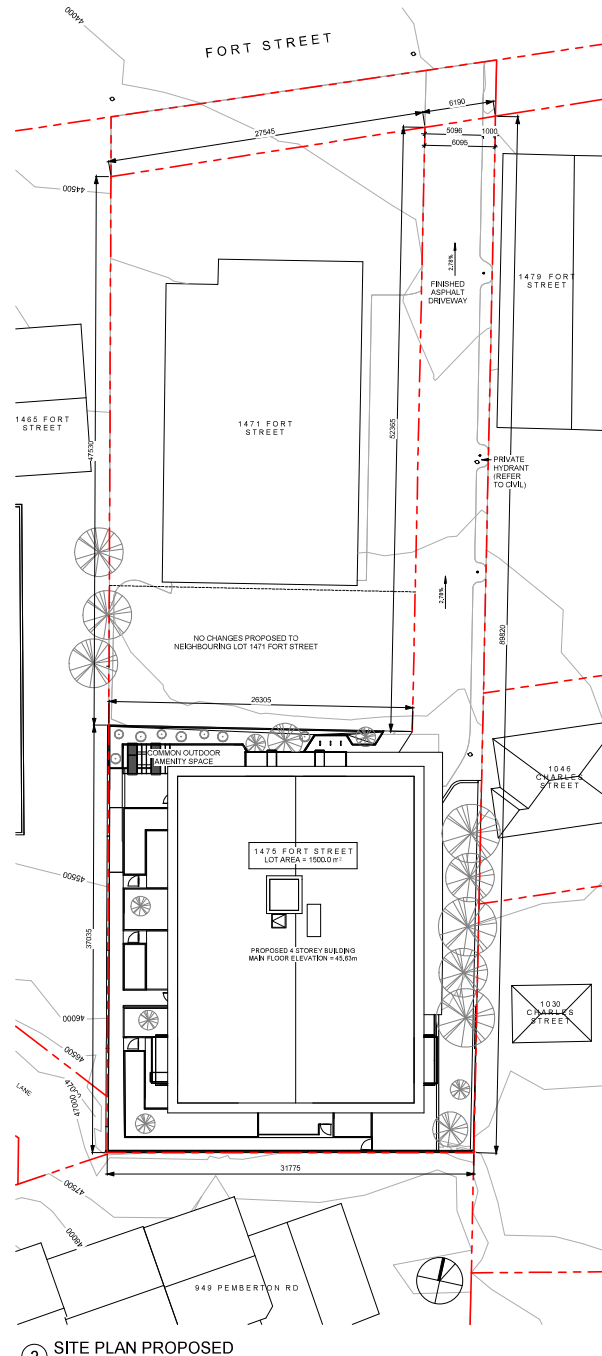 44000
FORT STREET
6190
27545
5096 1000
6095
44500
2.78%
FINISHED
ASPHALT
DRIVEWAY
1479 FORT
STREET
1465 FORT
STREET
1471 FORT
STREET
47530
52365
PRIVATE
HYDRANT
(REFER
TO CIVIL)
2.78%
89820
NO CHANGES PROPOSED TO
NEIGHBOURING LOT 1471 FORT STREET
26305
COMMON OUTDOOR
AMENITY SPACE
1046
CHARLES
STREET
1475 FORT STREET
LOT AREA = 1500.0 m²
45500
37035
PROPOSED 4 STOREY BUILDING
MAIN FLOOR ELEVATION = 45.63m
1030
CHARLES
STREET
46000
46500
LANE
47000
31775
47500
48000
949 PEMBERTON RD
2 SITE PLAN PROPOSED